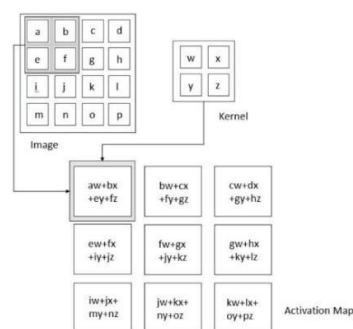 a b c d
e f g h
i j k l
m n o p
Image
w x
y z
Kernel
aw+bx
+ey+fz
bw+cx
+fy+gz
cw+dx
+gy+hz
ew+fx
+iy+jz
fw+gx
+jy+kz
gw+hx
+ky+lz
iw+jx+
my+nz
jw+kx+
ny+oz
kw+lx+
oy+pz
Activation Map